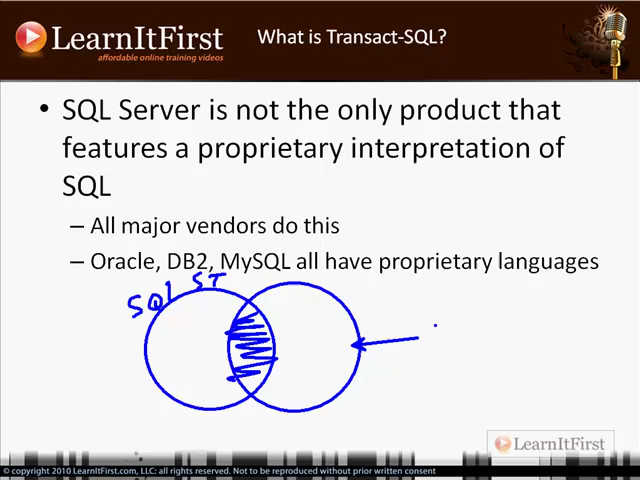 LearnItFirst
affordable online training videos
What is Transact-SQL?
• SQL Server is not the only product that
features a proprietary interpretation of
SQL
– All major vendors do this
– Oracle, DB2, MySQL all have proprietary languages
SQL ST
LearnItFirst
© copyright 2010 LearnItFirst.com, LLC: all rights reserved. Not to be reproduced without prior written consent